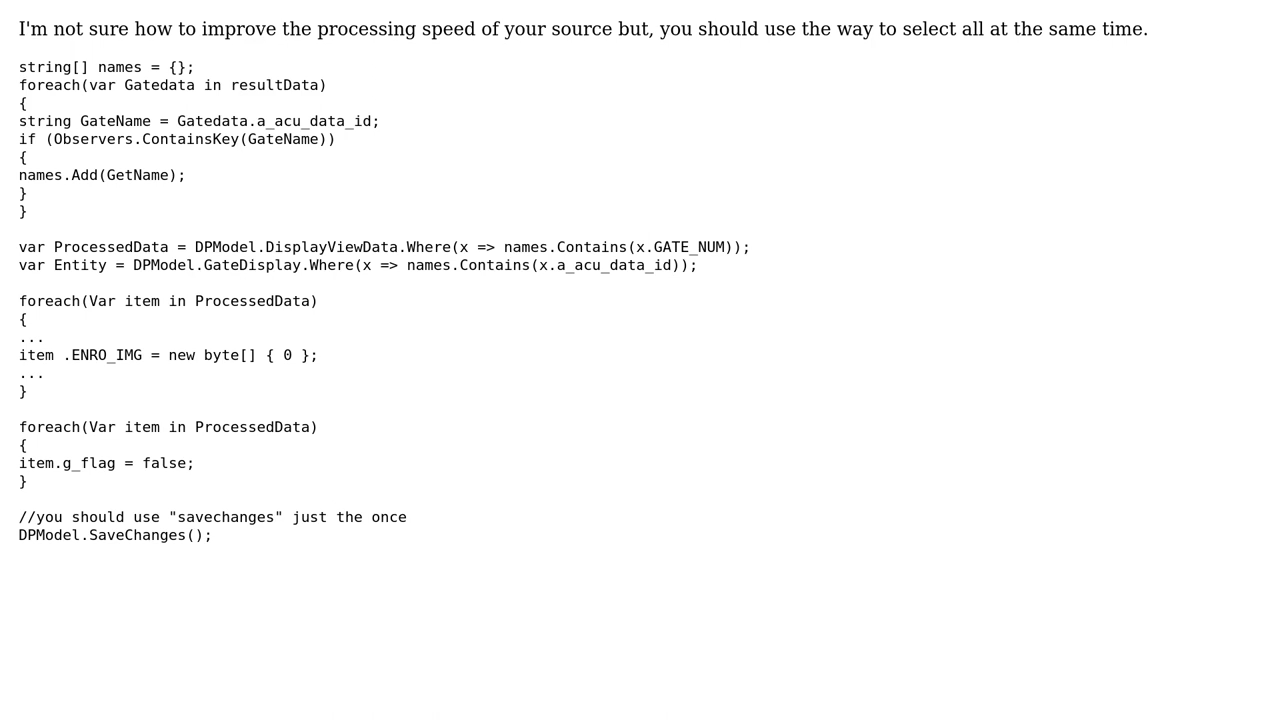 I'm not sure how to improve the processing speed of your source but, you should use the way to select all at the same time.
string[] names = {};
foreach(var Gatedata in resultData)
{
string GateName = Gatedata.a_acu_data_id;
if (Observers.ContainsKey(GateName))
{
names.Add(GetName);
}
}
var ProcessedData = DPModel.DisplayViewData.Where(x => names.Contains(x.GATE_NUM));
var Entity = DPModel.GateDisplay.Where(x => names.Contains(x.a_acu_data_id));
foreach(Var item in ProcessedData)
{
...
item .ENRO_IMG = new byte[] { 0 };
...
}
foreach(Var item in ProcessedData)
{
item.g_flag = false;
}
//you should use "savechanges" just the once
DPModel.SaveChanges();